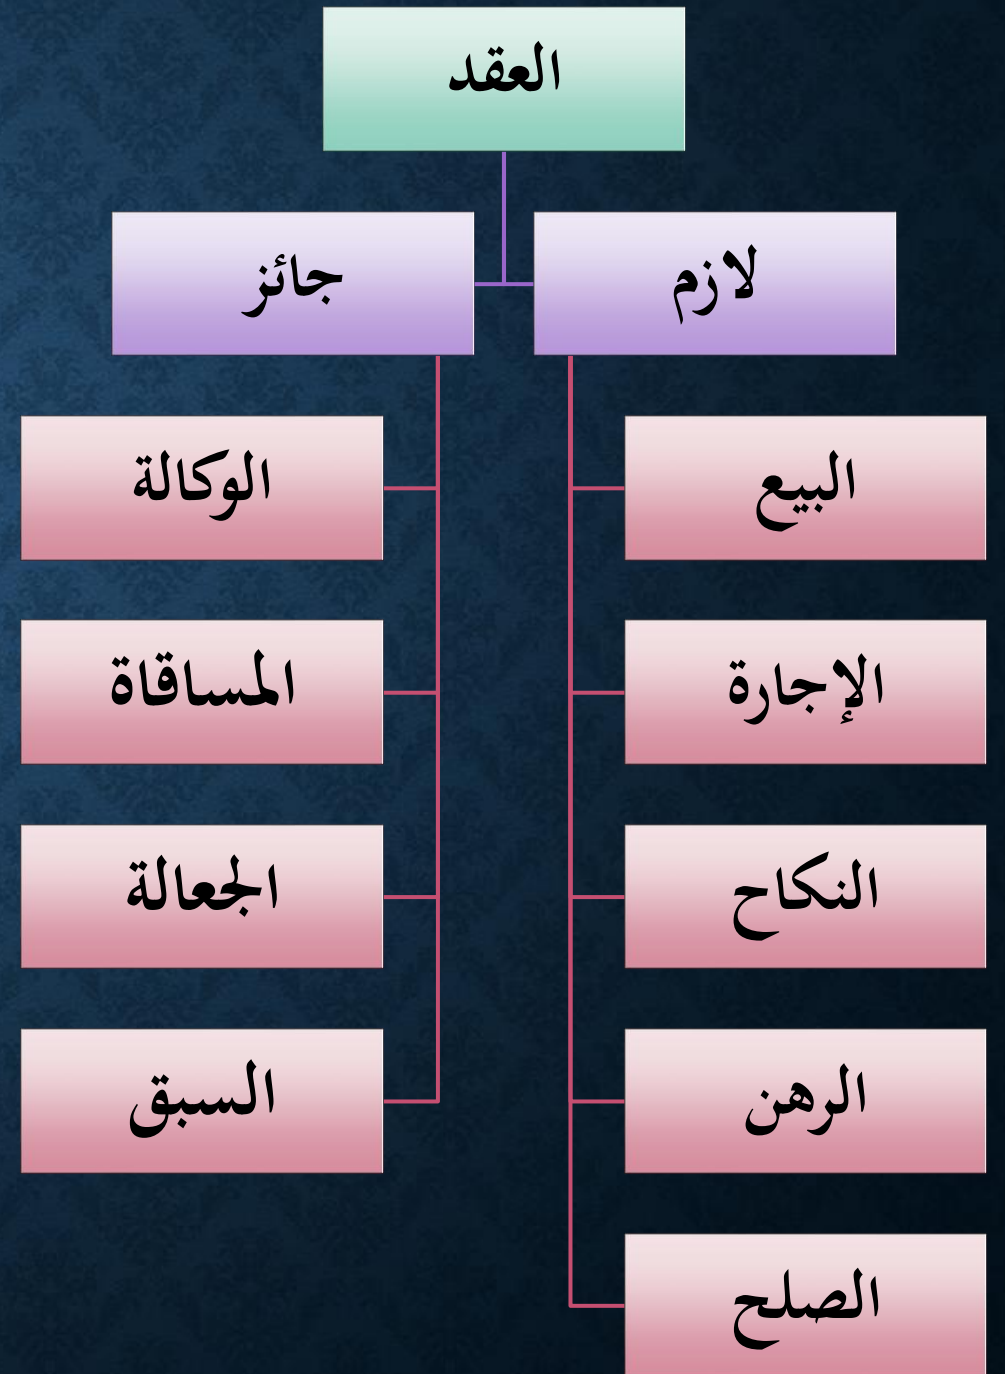 العقد
لازم
جائز
البيع
الوكالة
الإجارة
المساقاة
النكاح
الجعالة
الرهن
السبق
الصلح